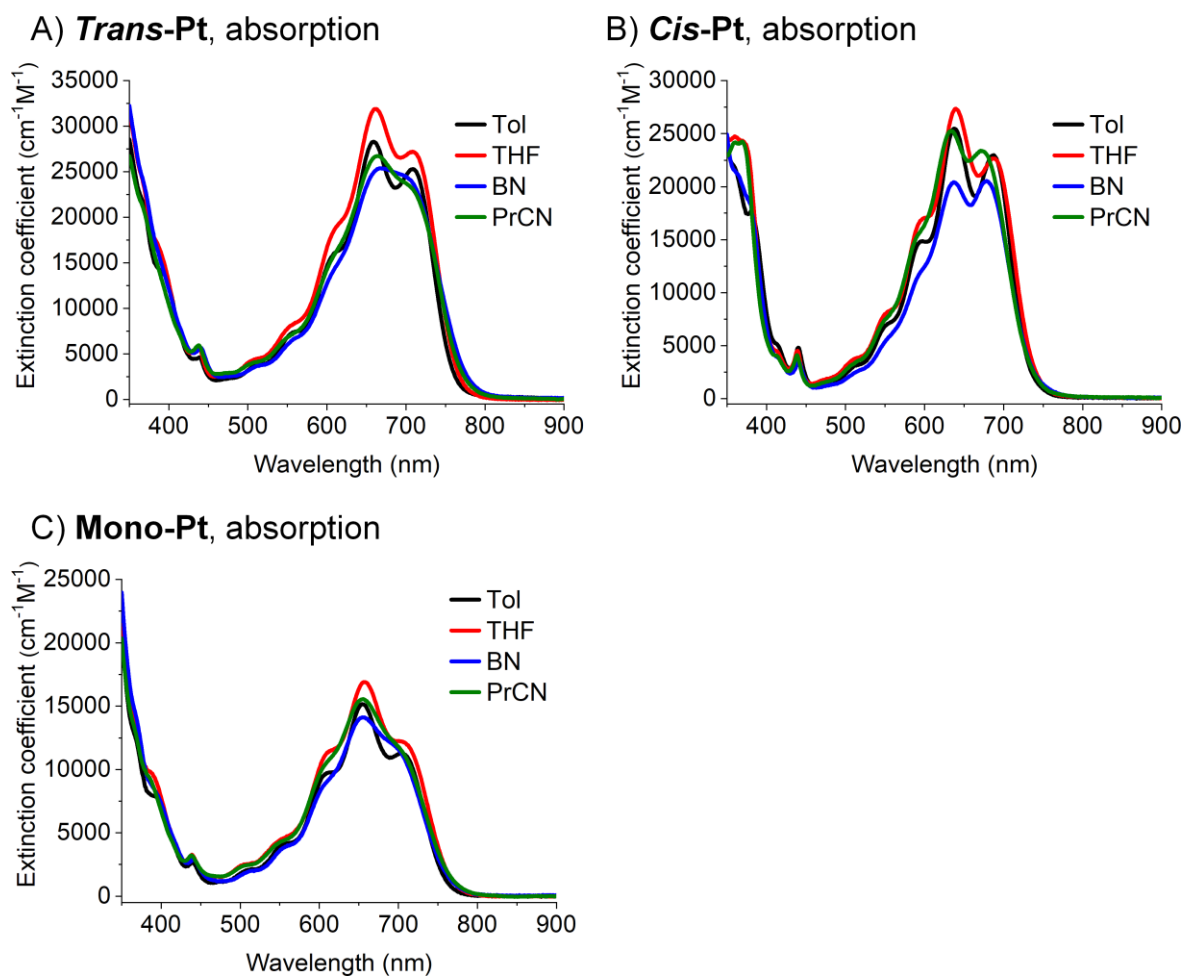 A) Trans-Pt, absorption
35000
30000
25000
20000
15000
10000
5000
0
Extinction coefficient (cm-1M-1)
Tol
THF
BN
PrCN
400 500 600 700 800 900
Wavelength (nm)
B) Cis-Pt, absorption
30000
25000
20000
15000
10000
5000
0
Extinction coefficient (cm-1M-1)
Tol
THF
BN
PrCN
400 500 600 700 800 900
Wavelength (nm)
C) Mono-Pt, absorption
25000
20000
15000
10000
5000
0
Extinction coefficient (cm-1M-1)
Tol
THF
BN
PrCN
400 500 600 700 800 900
Wavelength (nm)